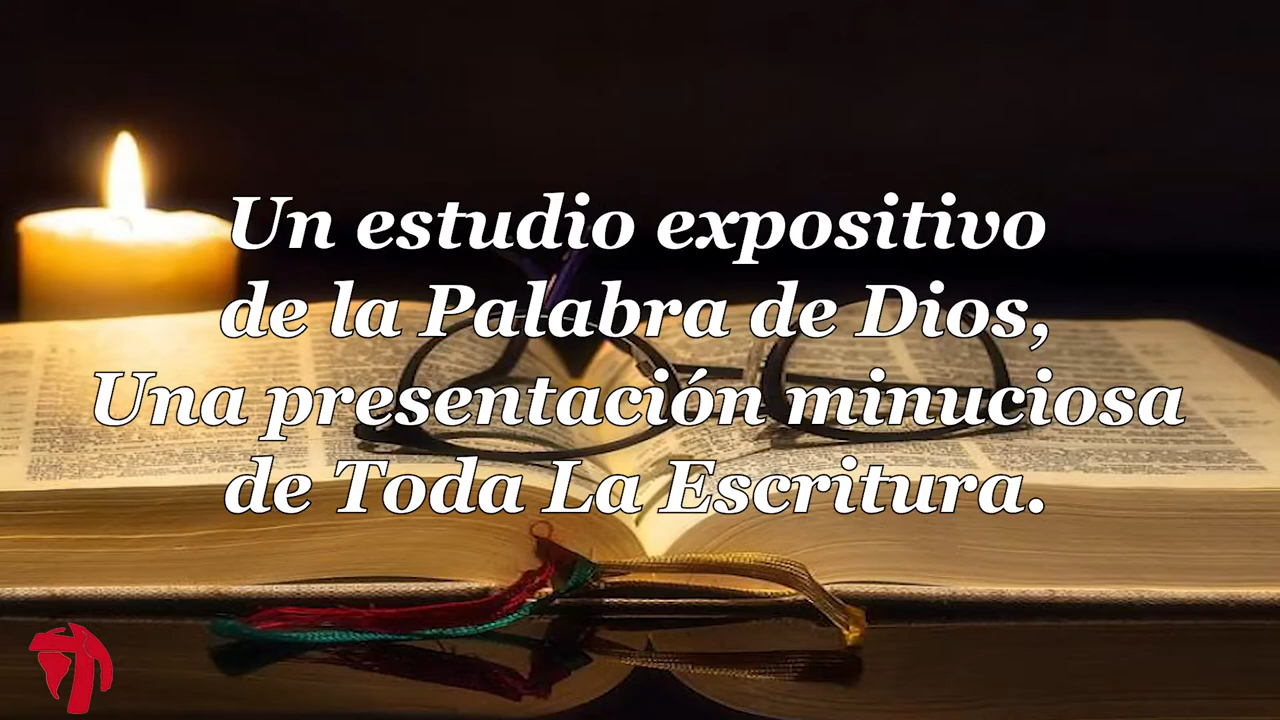 Un estudio expositivo
de la Palabra de Dios,
Una presentación minuciosa
de Toda La Escritura.